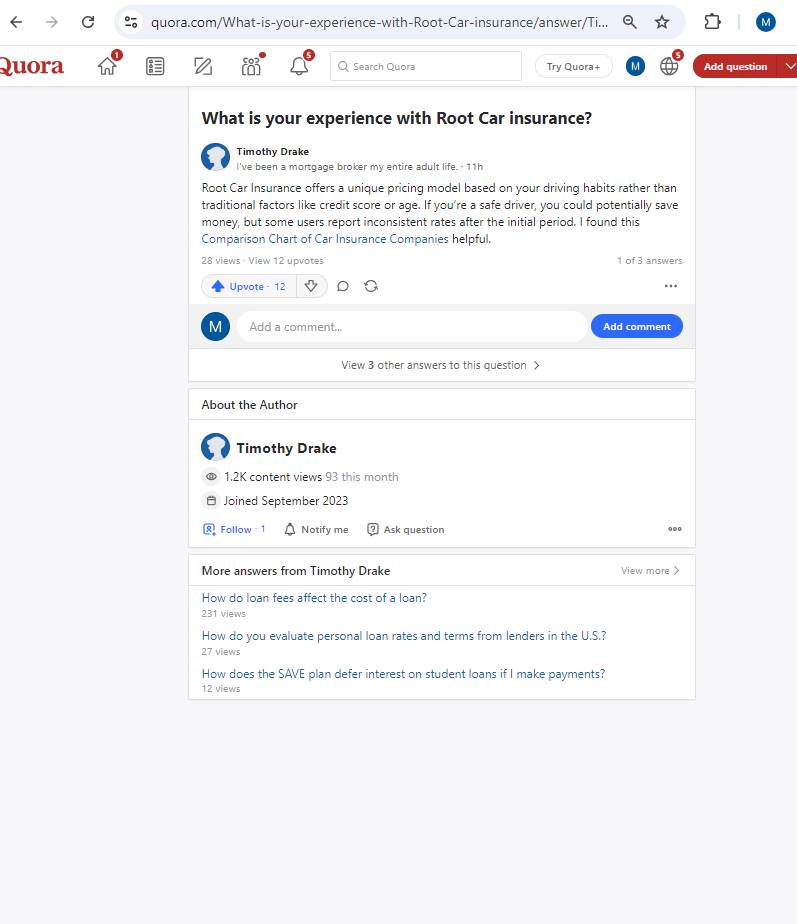 quora.com/What-is-your-experience-with-Root-Car-insurance/answer/Ti...
M
Quora
1
5
Search Quora
Try Quora+
M
5
Add question
What is your experience with Root Car insurance?
Timothy Drake
I've been a mortgage broker my entire adult life. · 11h
Root Car Insurance offers a unique pricing model based on your driving habits rather than
traditional factors like credit score or age. If you're a safe driver, you could potentially save
money, but some users report inconsistent rates after the initial period. I found this
Comparison Chart of Car Insurance Companies helpful.
28 views · View 12 upvotes
1 of 3 answers
Upvote · 12
M
Add a comment...
Add comment
View 3 other answers to this question
About the Author
Timothy Drake
1.2K content views 93 this month
Joined September 2023
Follow · 1
Notify me
Ask question
More answers from Timothy Drake
View more
How do loan fees affect the cost of a loan?
231 views
How do you evaluate personal loan rates and terms from lenders in the U.S.?
27 views
How does the SAVE plan defer interest on student loans if I make payments?
12 views